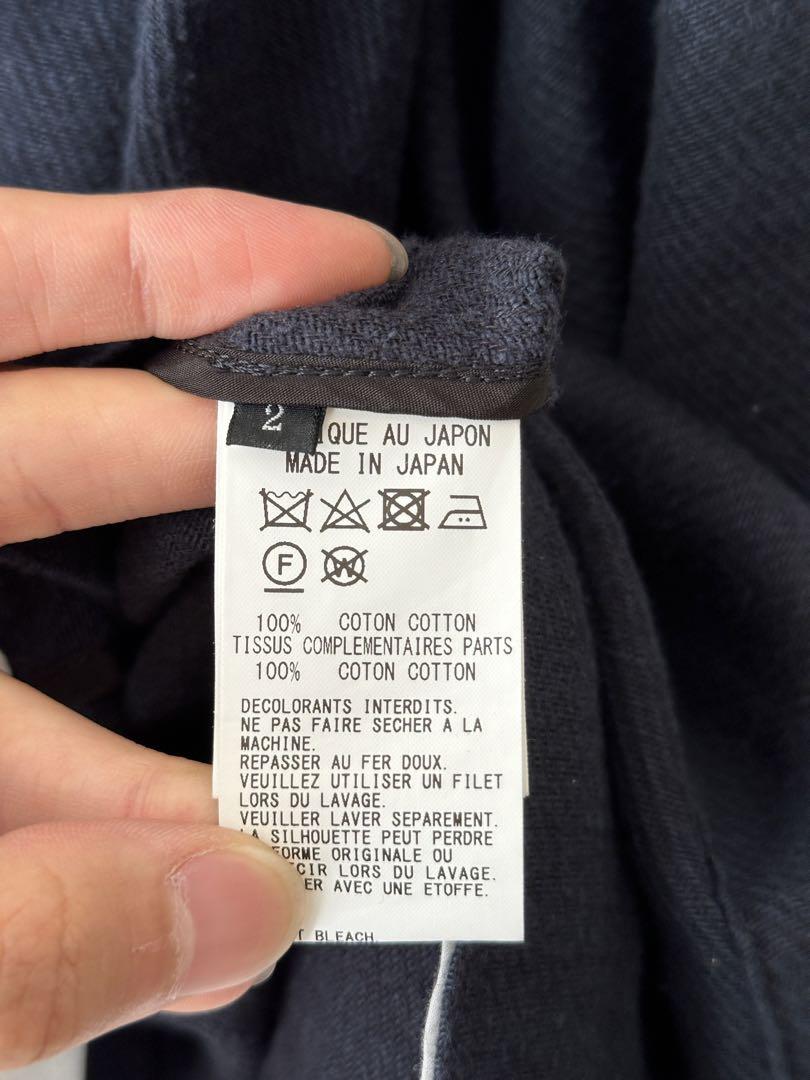 2
IQUE AU JAPON
MADE IN JAPAN
F W
100% COTON COTTON
TISSUS COMPLEMENTAIRES PARTS
100% COTON COTTON
DECOLORANTS INTERDITS.
NE PAS FAIRE SECHER A LA
MACHINE.
REPASSER AU FER DOUX.
VEUILLEZ UTILISER UN FILET
LORS DU LAVAGE.
VEUILLER LAVER SEPAREMENT.
LA SILHOUETTE PEUT PERDRE
FORME ORIGINALE OU
CIR LORS DU LAVAGE.
ER AVEC UNE ETOFFE.
T BLEACH